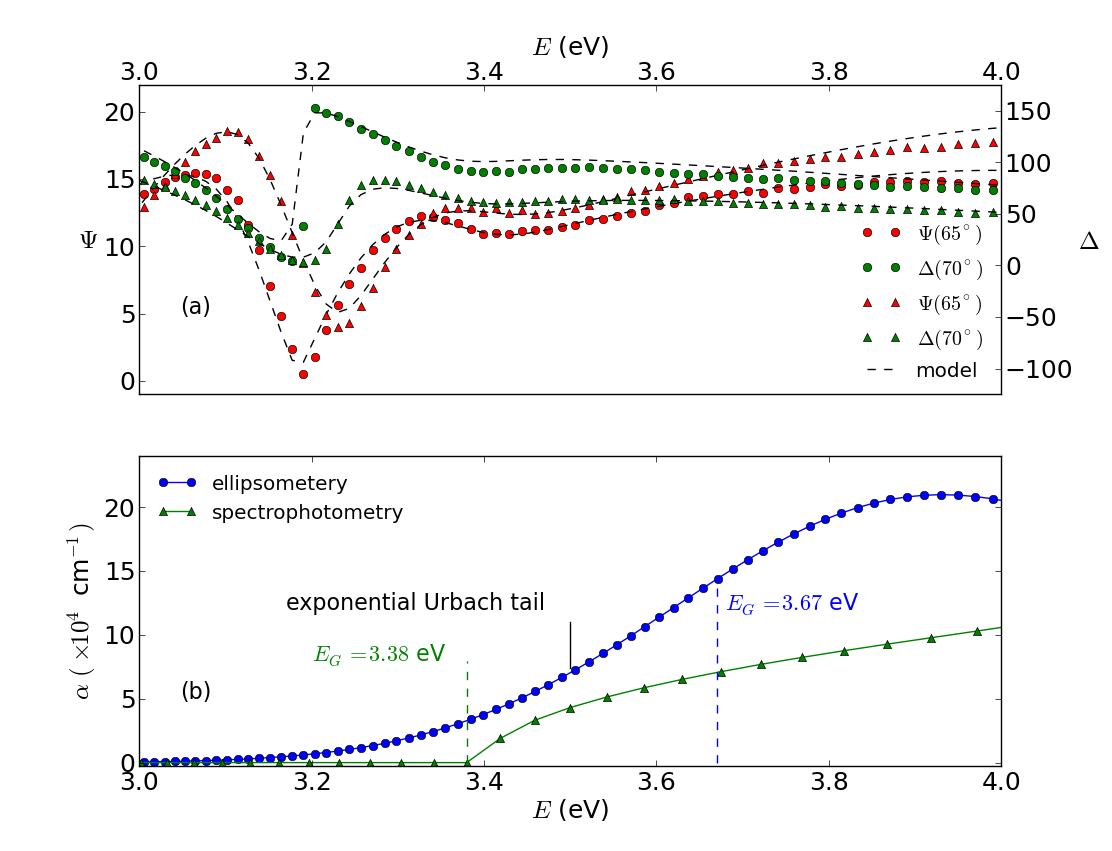 E (eV)
3.0 3.2 3.4 3.6 3.8 4.0
20
15
10
5
0
Ψ
150
100
50
0
−50
−100
Δ
(a)
Ψ(65°)
Δ(70°)
Ψ(65°)
Δ(70°)
model
ellipsometery
spectrophotometry
20
15
10
5
0
α ( ×10⁴ cm⁻¹ )
exponential Urbach tail
E_G =3.67 eV
E_G =3.38 eV
(b)
3.0 3.2 3.4 3.6 3.8 4.0
E (eV)